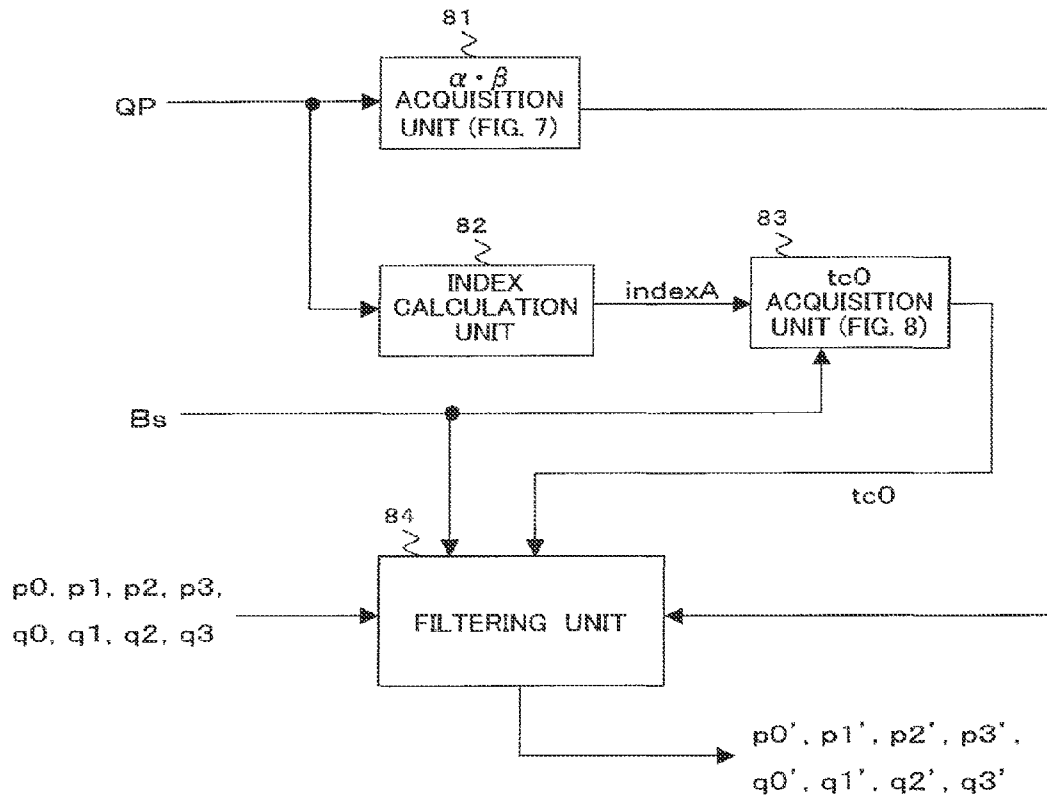 81
α・β
ACQUISITION
UNIT (FIG. 7)
QP
82
INDEX
CALCULATION
UNIT
indexA
83
tc0
ACQUISITION
UNIT (FIG. 8)
Bs
tc0
84
p0, p1, p2, p3,
q0, q1, q2, q3
FILTERING UNIT
p0', p1', p2', p3',
q0', q1', q2', q3'